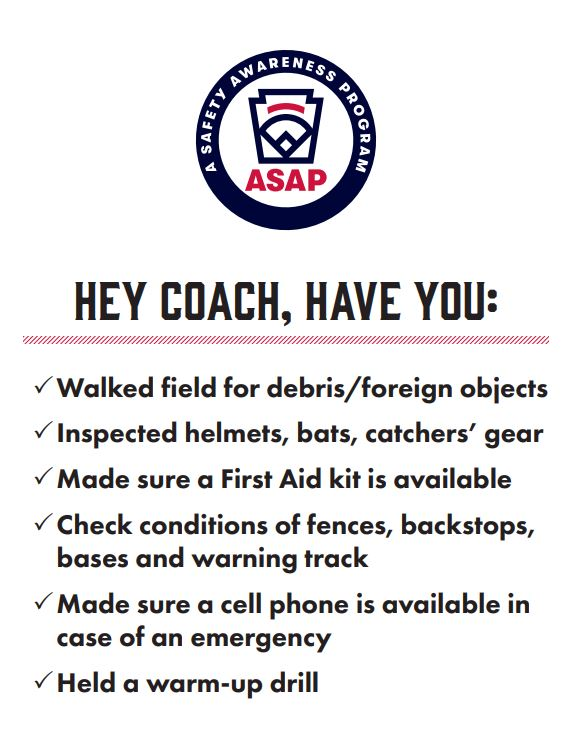 A SAFETY AWARENESS PROGRAM
ASAP
HEY COACH, HAVE YOU:
✓ Walked field for debris/foreign objects
✓ Inspected helmets, bats, catchers’ gear
✓ Made sure a First Aid kit is available
✓ Check conditions of fences, backstops,
bases and warning track
✓ Made sure a cell phone is available in
case of an emergency
✓ Held a warm-up drill